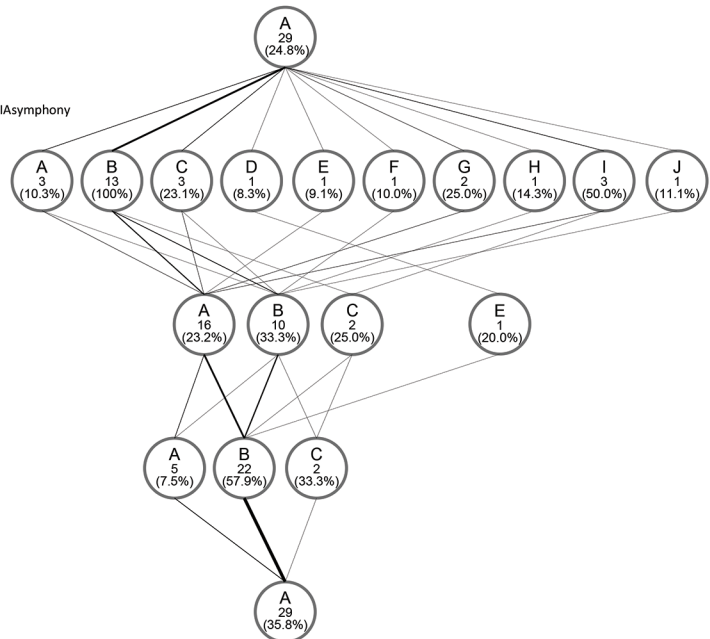 A
29
(24.8%)
IAsymphony
A
3
(10.3%)
B
13
(100%)
C
3
(23.1%)
D
1
(8.3%)
E
1
(9.1%)
F
1
(10.0%)
G
2
(25.0%)
H
1
(14.3%)
I
3
(50.0%)
J
1
(11.1%)
A
16
(23.2%)
B
10
(33.3%)
C
2
(25.0%)
E
1
(20.0%)
A
5
(7.5%)
B
22
(57.9%)
C
2
(33.3%)
A
29
(35.8%)